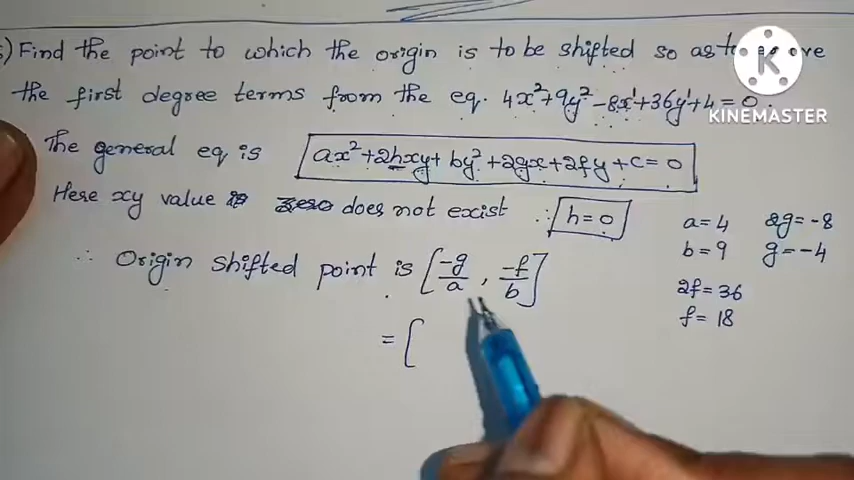 5) Find the point to which the origin is to be shifted so as to
the first degree terms from the eq. 4x²+9y²-8x¹+36y¹+4=0.
KINEMASTER
The general eq is ax²+2hxy+by²+2gx+2fy+c=0
Here xy value does not exist ∴ h=0
a=4 2g=-8
b=9 g=-4
∴ Origin shifted point is [-g/a, -f/b]
2f=36
f=18
= [